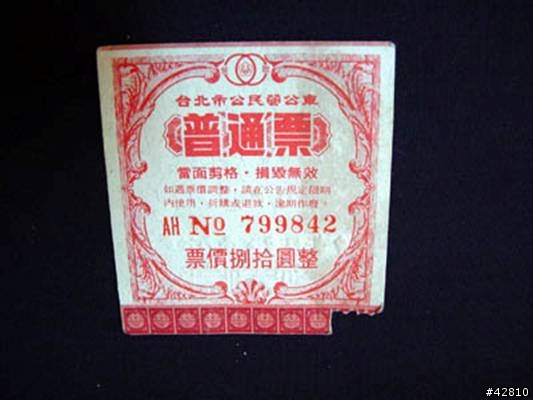 台北市公民營公車
普通票
當面剪格·損毀無效
如遇票價調整,請在公告規定限期
內使用、折購或退換,逾期作廢。
AH No 799842
票價捌拾圓整
#42810